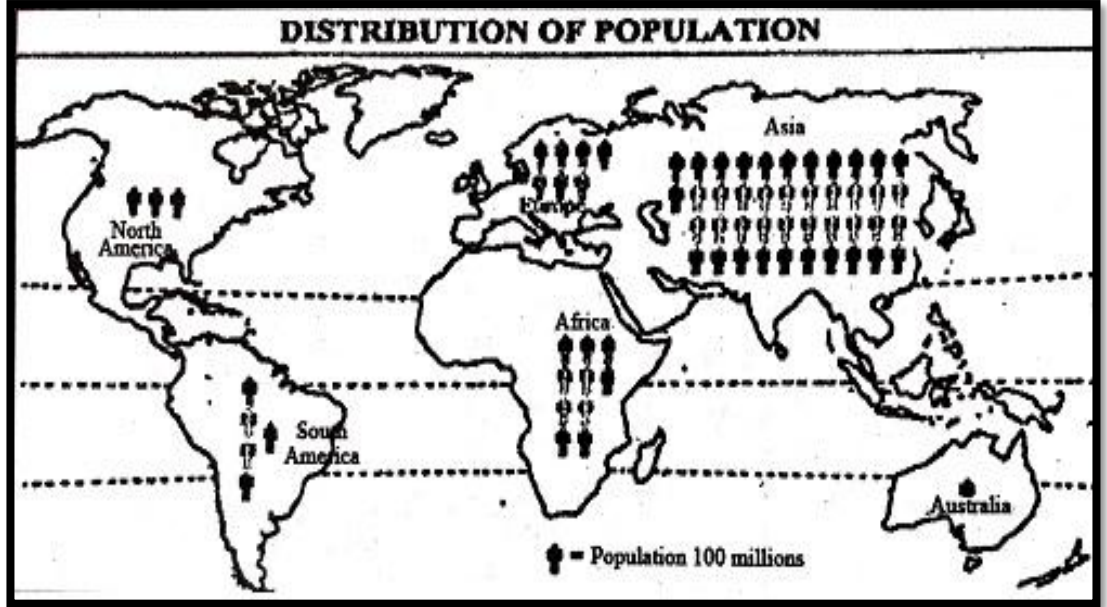 DISTRIBUTION OF POPULATION
Asia
Europe
North
America
Africa
South
America
Australia
= Population 100 millions